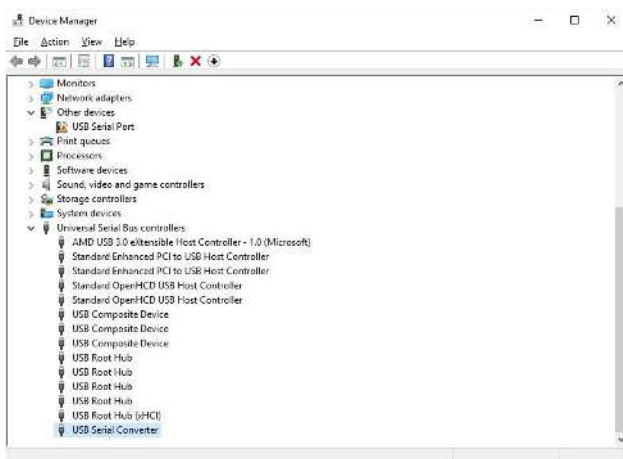 Device Manager
File Action View Help
Monitors
Network adapters
Other devices
USB Serial Port
Print queues
Processors
Software devices
Sound, video and game controllers
Storage controllers
System devices
Universal Serial Bus controllers
AMD USB 3.0 eXtensible Host Controller - 1.0 (Microsoft)
Standard Enhanced PCI to USB Host Controller
Standard Enhanced PCI to USB Host Controller
Standard OpenHCD USB Host Controller
Standard OpenHCD USB Host Controller
USB Composite Device
USB Composite Device
USB Composite Device
USB Root Hub
USB Root Hub
USB Root Hub
USB Root Hub
USB Root Hub (xHCI)
USB Serial Converter